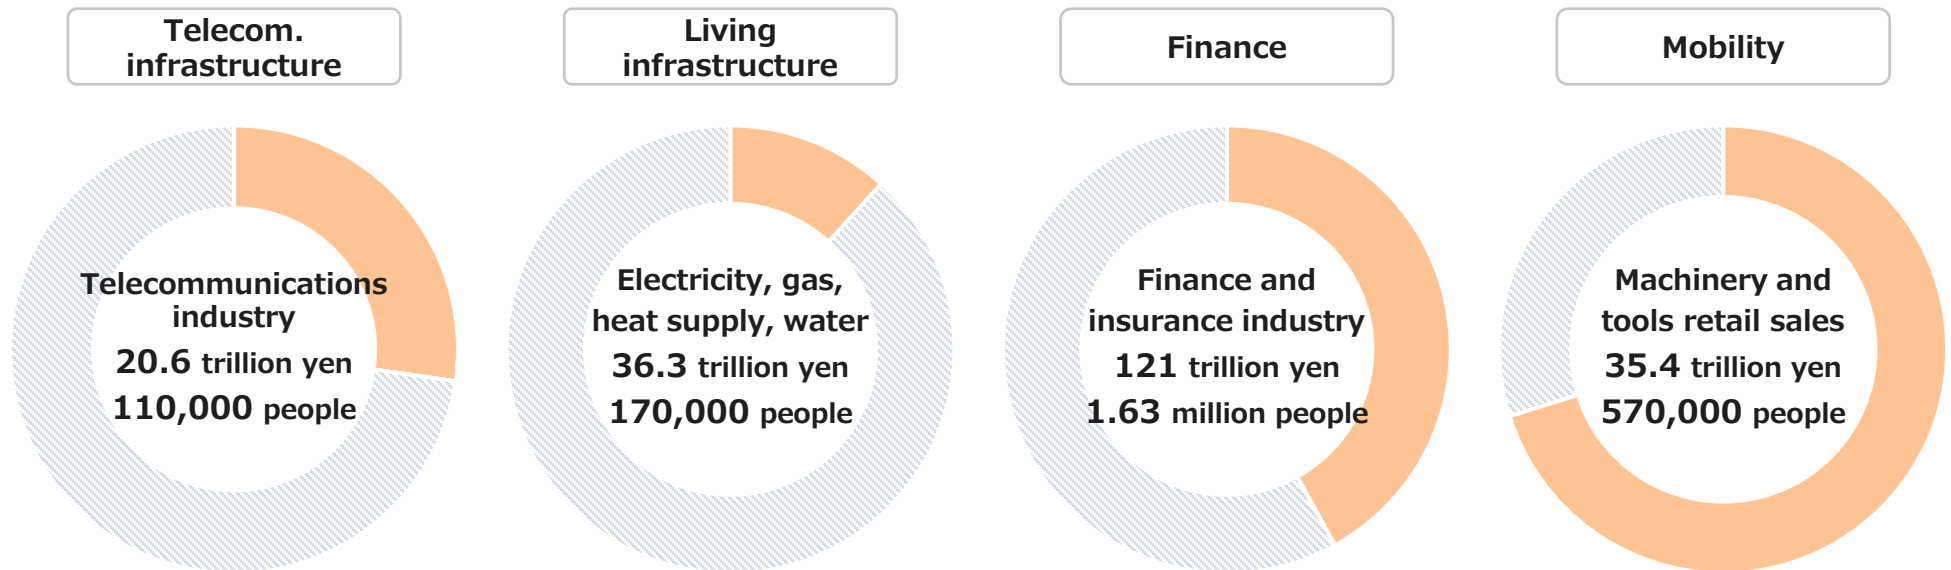 Telecom.
infrastructure
Living
infrastructure
Finance
Mobility
Telecommunications
industry
20.6 trillion yen
110,000 people
Electricity, gas,
heat supply, water
36.3 trillion yen
170,000 people
Finance and
insurance industry
121 trillion yen
1.63 million people
Machinery and
tools retail sales
35.4 trillion yen
570,000 people